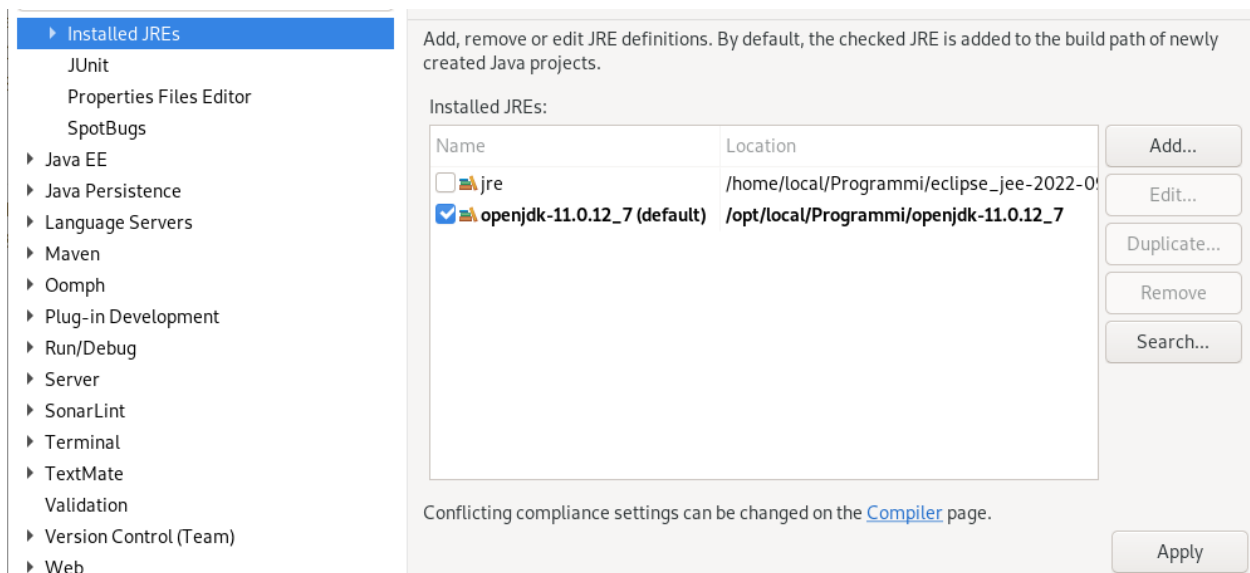 Installed JREs
JUnit
Properties Files Editor
SpotBugs
Java EE
Java Persistence
Language Servers
Maven
Oomph
Plug-in Development
Run/Debug
Server
SonarLint
Terminal
TextMate
Validation
Version Control (Team)
Web
Add, remove or edit JRE definitions. By default, the checked JRE is added to the build path of newly
created Java projects.
Installed JREs:
Name Location
jre /home/local/Programmi/eclipse_jee-2022-09
openjdk-11.0.12_7 (default) /opt/local/Programmi/openjdk-11.0.12_7
Add...
Edit...
Duplicate...
Remove
Search...
Conflicting compliance settings can be changed on the Compiler page.
Apply